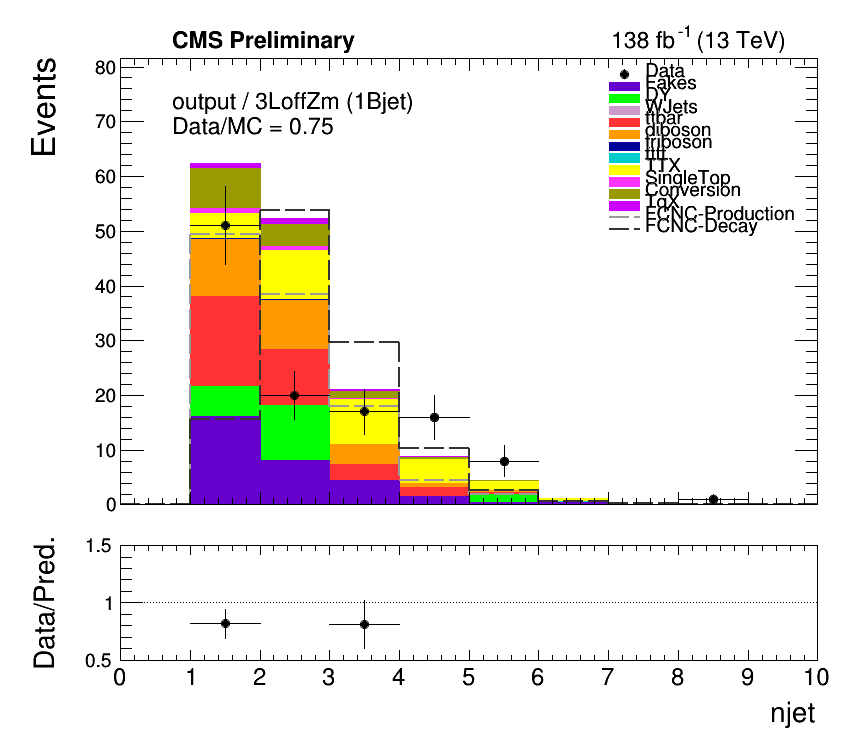 CMS Preliminary
138 fb-1 (13 TeV)
Events
80
70
60
50
40
30
20
10
0
output / 3LoffZm (1Bjet)
Data/MC = 0.75
Data
Fakes
DY
WJets
ttbar
diboson
triboson
tttt
TTX
SingleTop
Conversion
TqX
FCNC-Production
FCNC-Decay
Data/Pred.
1.5
1
0.5
0 1 2 3 4 5 6 7 8 9 10
njet